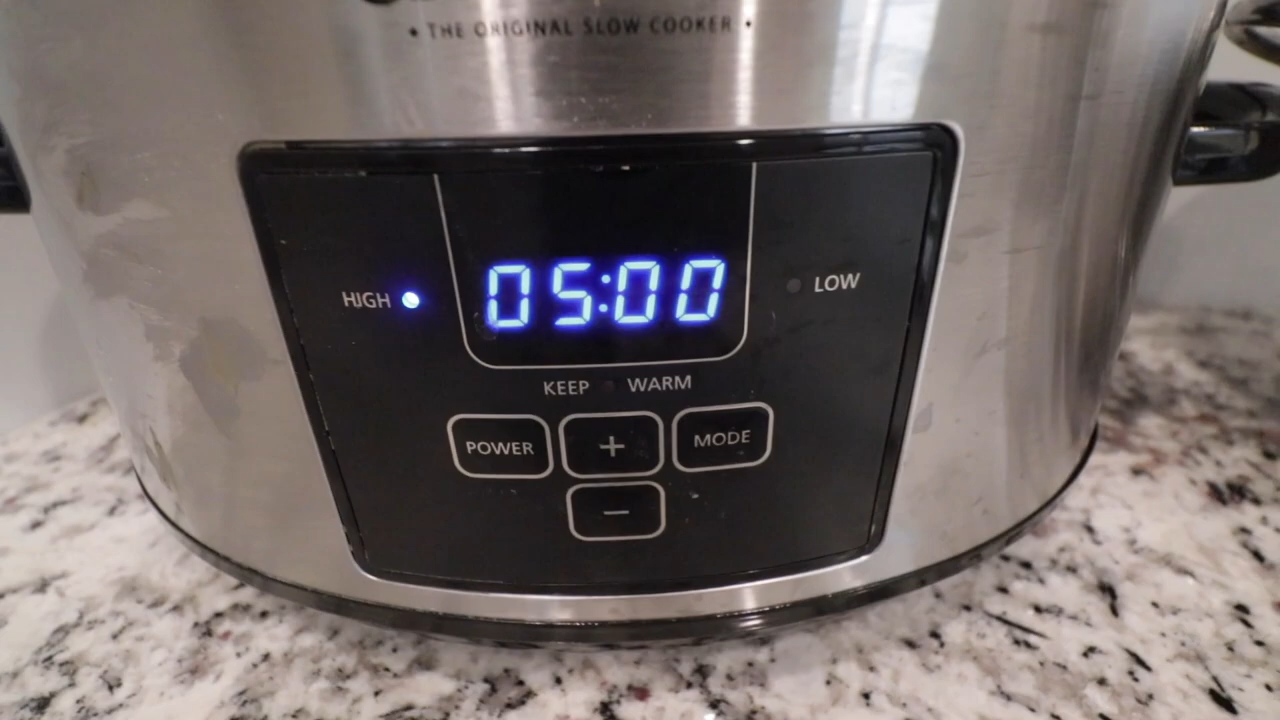 • THE ORIGINAL SLOW COOKER •
HIGH
05:00
LOW
KEEP WARM
POWER
+
MODE
−